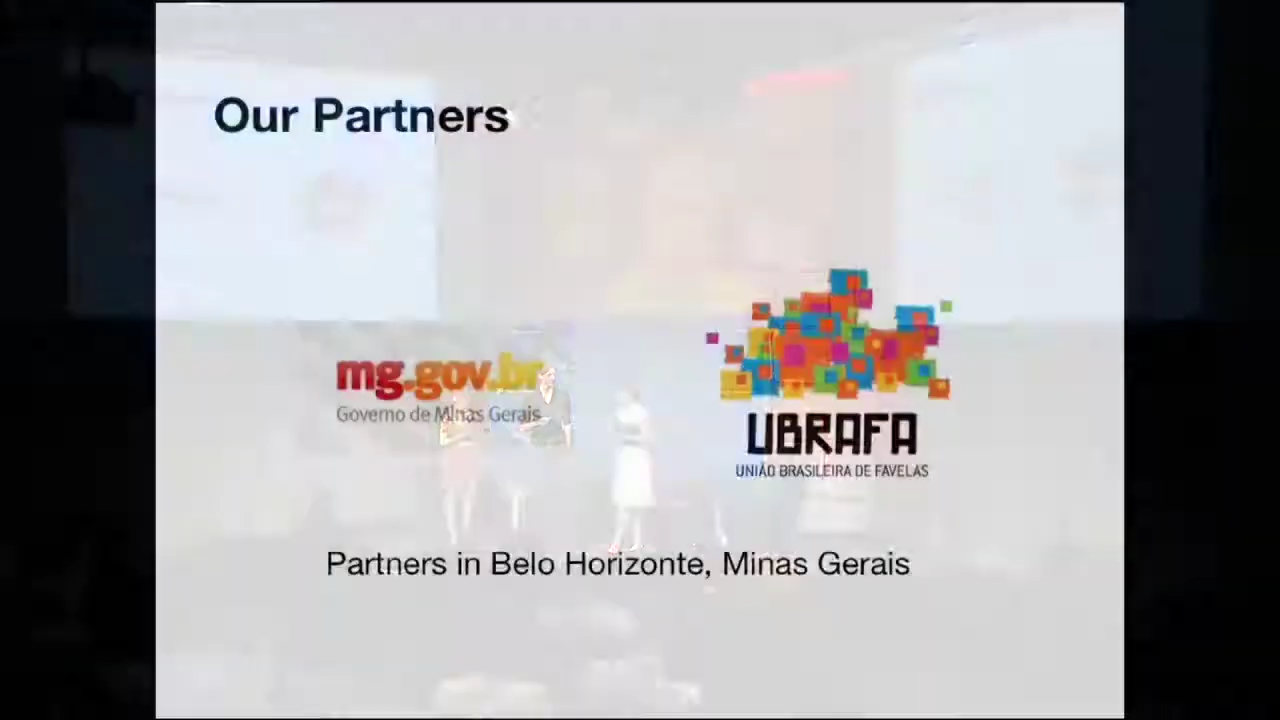 Our Partners
mg.gov.br
Governo de Minas Gerais
UBRAFA
UNIÃO BRASILEIRA DE FAVELAS
Partners in Belo Horizonte, Minas Gerais